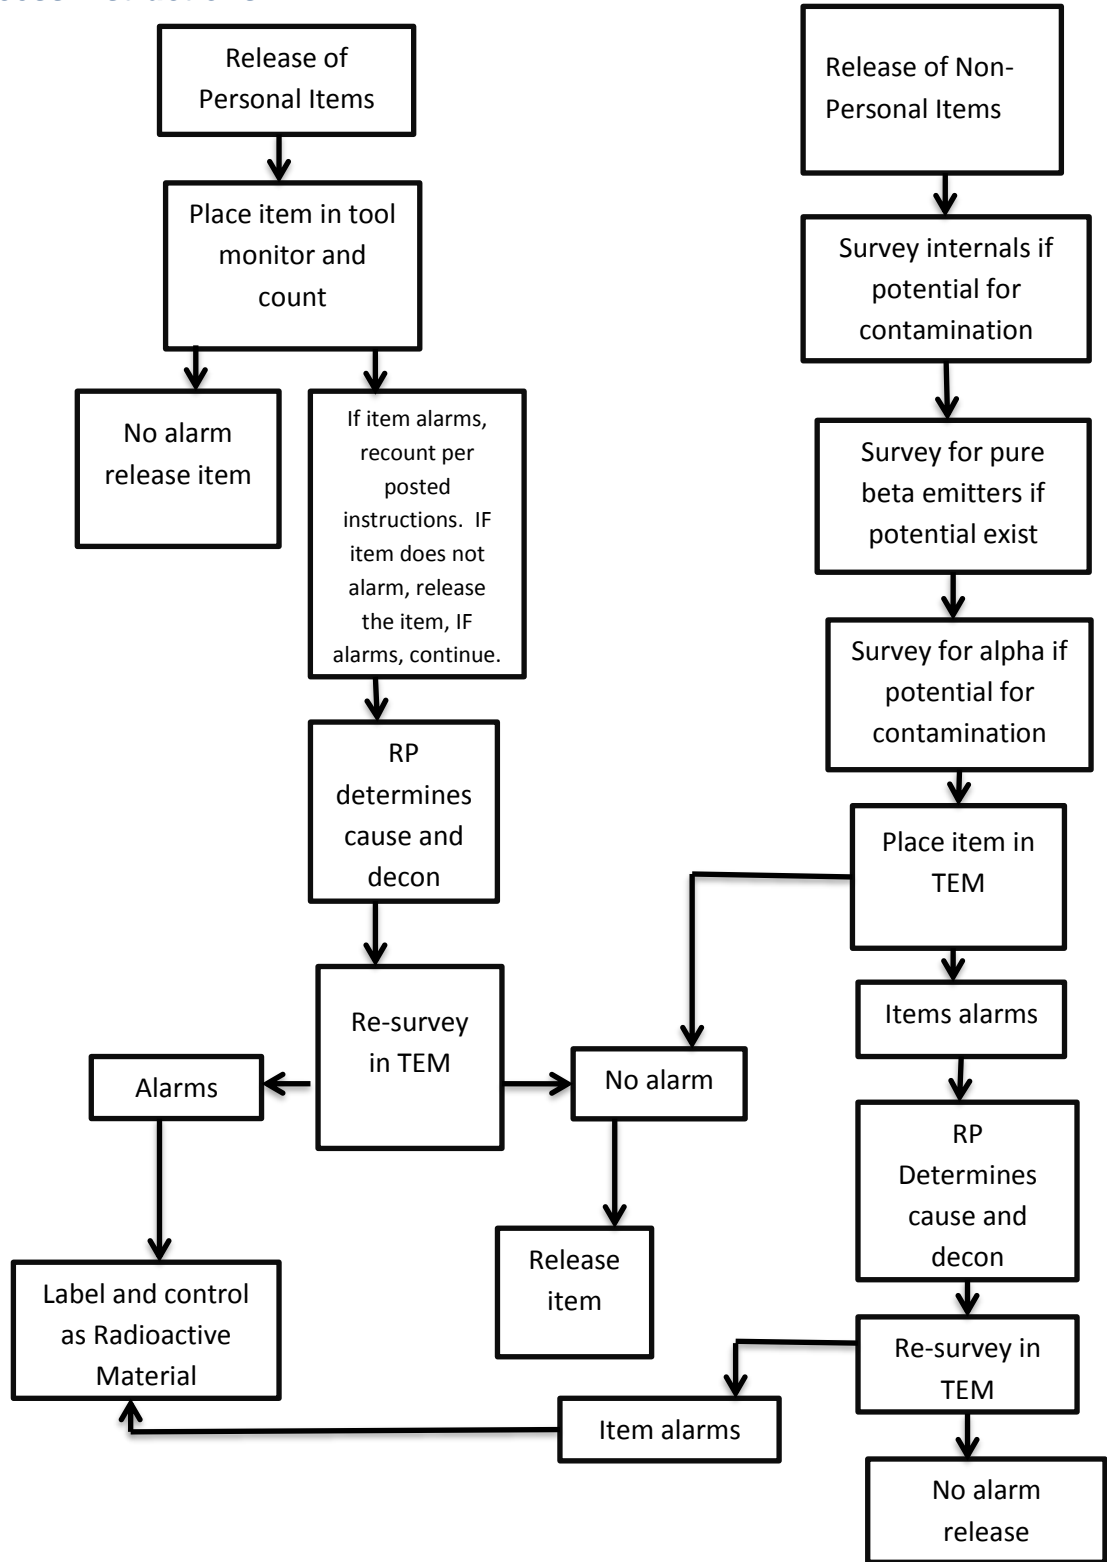 Release of
Personal Items
Place item in tool
monitor and
count
No alarm
release item
If item alarms,
recount per
posted
instructions.  IF
item does not
alarm, release
the item, IF
alarms, continue.
RP
determines
cause and
decon
Re-survey
in TEM
Alarms
No alarm
Label and control
as Radioactive
Material
Release
item
Item alarms
Release of Non-
Personal Items
Survey internals if
potential for
contamination
Survey for pure
beta emitters if
potential exist
Survey for alpha if
potential for
contamination
Place item in
TEM
Items alarms
RP
Determines
cause and
decon
Re-survey in
TEM
No alarm
release